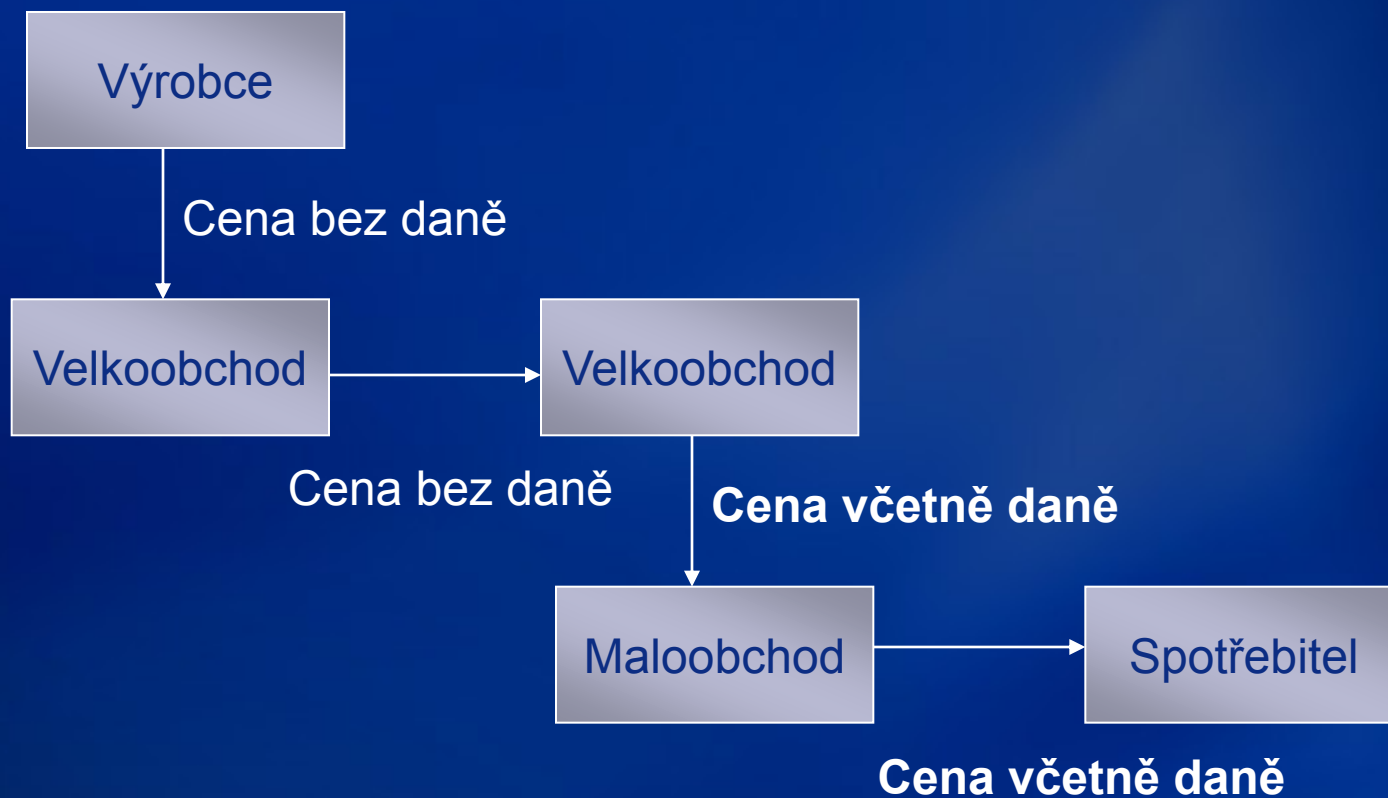 Výrobce
Cena bez daně
Velkoobchod
Velkoobchod
Cena bez daně
Cena včetně daně
Maloobchod
Spotřebitel
Cena včetně daně